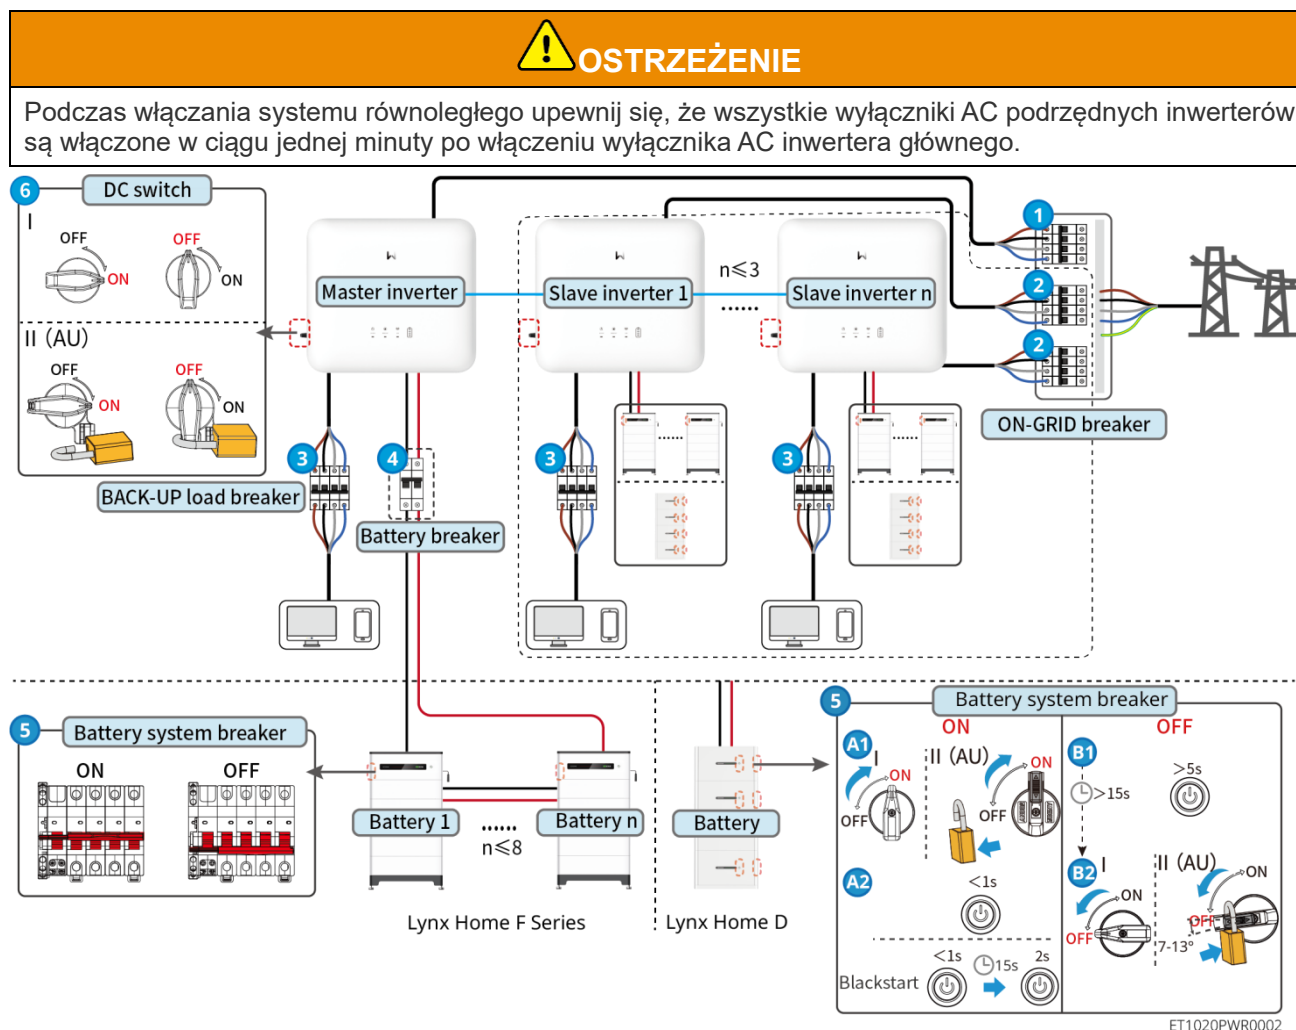 OSTRZEŻENIE
Podczas włączania systemu równoległego upewnij się, że wszystkie wyłączniki AC podrzędnych inwerterów
są włączone w ciągu jednej minuty po włączeniu wyłącznika AC inwertera głównego.
6 DC switch
I
OFF
ON
OFF
ON
II (AU)
OFF
ON
OFF
ON
Master inverter
Slave inverter 1
n≤3
......
Slave inverter n
1
2
2
ON-GRID breaker
3
BACK-UP load breaker
4
Battery breaker
3
......
3
......
5 Battery system breaker
ON OFF
Battery 1
......
n≤8
Battery n
Lynx Home F Series
Battery
Lynx Home D
5 Battery system breaker
ON OFF
A1
I
ON
OFF
II (AU)
ON
OFF
A2
<1s
Blackstart
<1s
15s
2s
B1
>15s
>5s
B2
I
ON
OFF
II (AU)
ON
OFF
7-13°
ET1020PWR0002